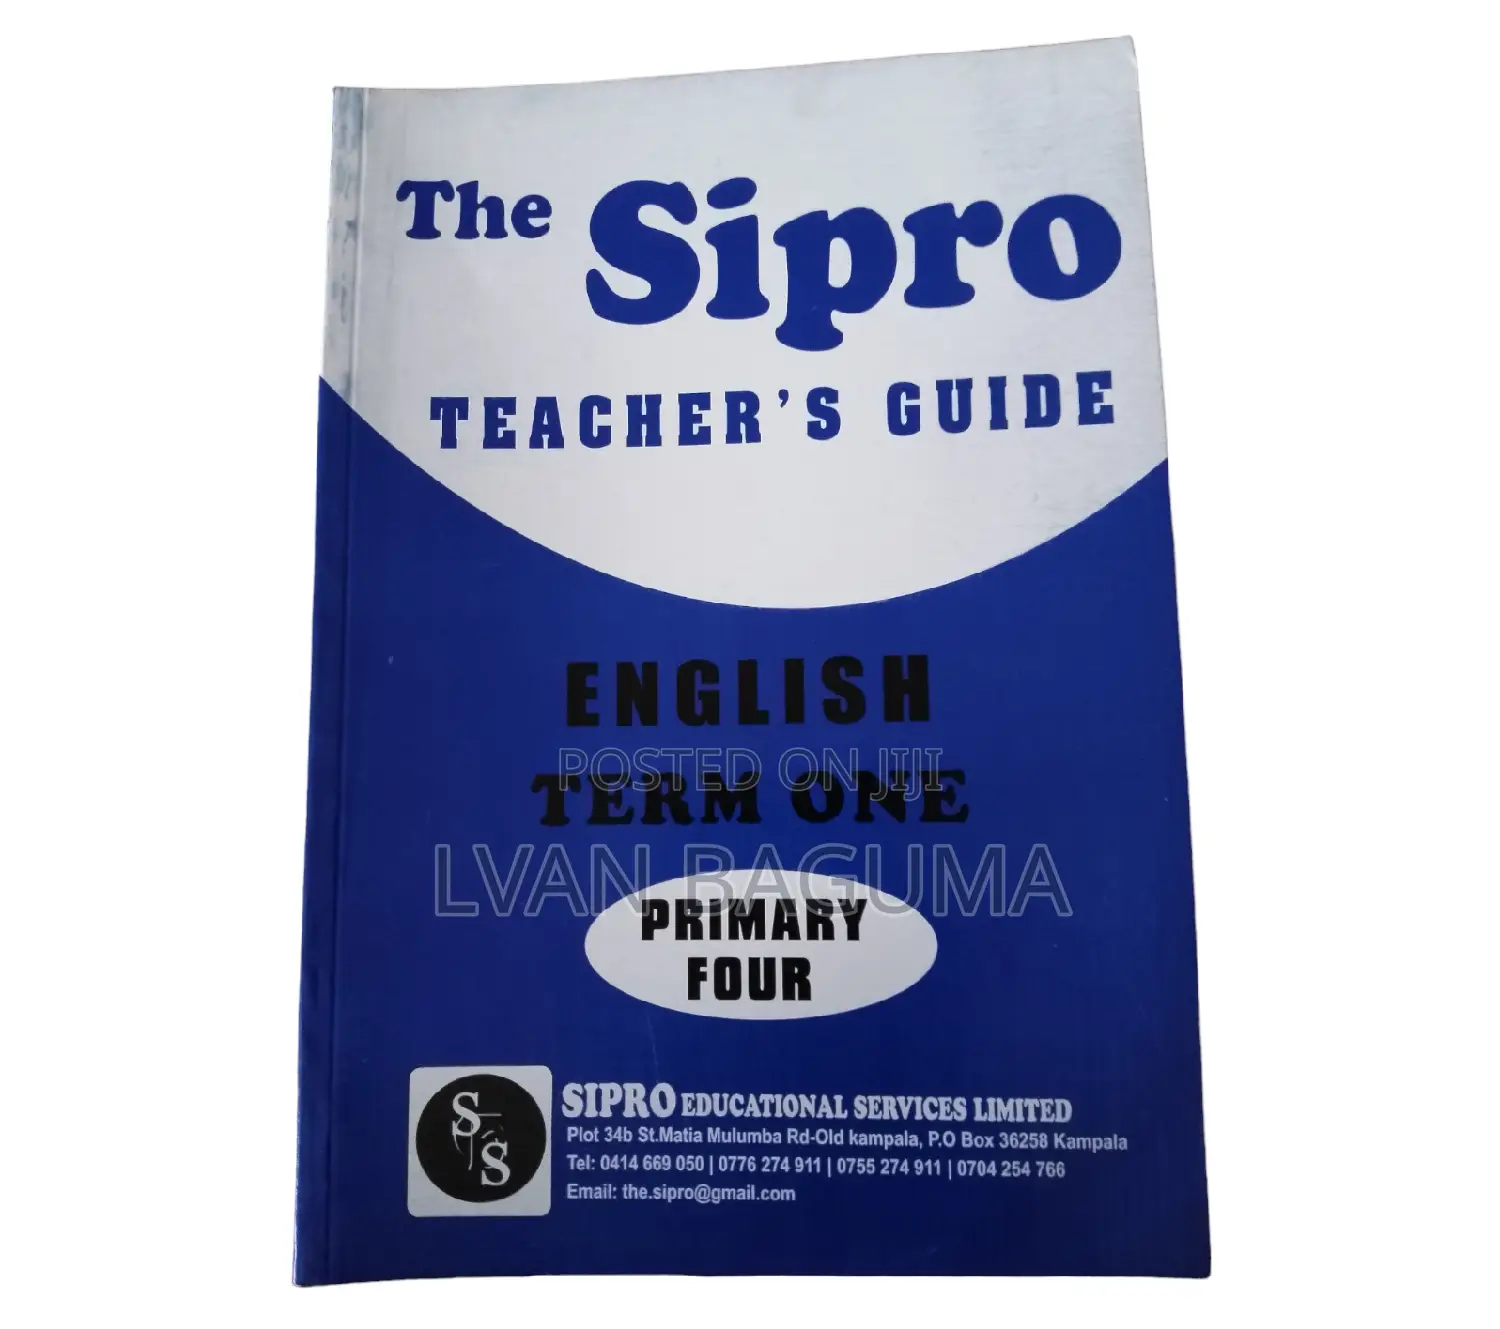 The Sipro
TEACHER'S GUIDE
ENGLISH
POSTED ON JIJI
TERM ONE
LVAN BAGUMA
PRIMARY
FOUR
S
S
SIPRO EDUCATIONAL SERVICES LIMITED
Plot 34b St.Matia Mulumba Rd-Old kampala, P.O Box 36258 Kampala
Tel: 0414 669 050 | 0776 274 911 | 0755 274 911 | 0704 254 766
Email: the.sipro@gmail.com